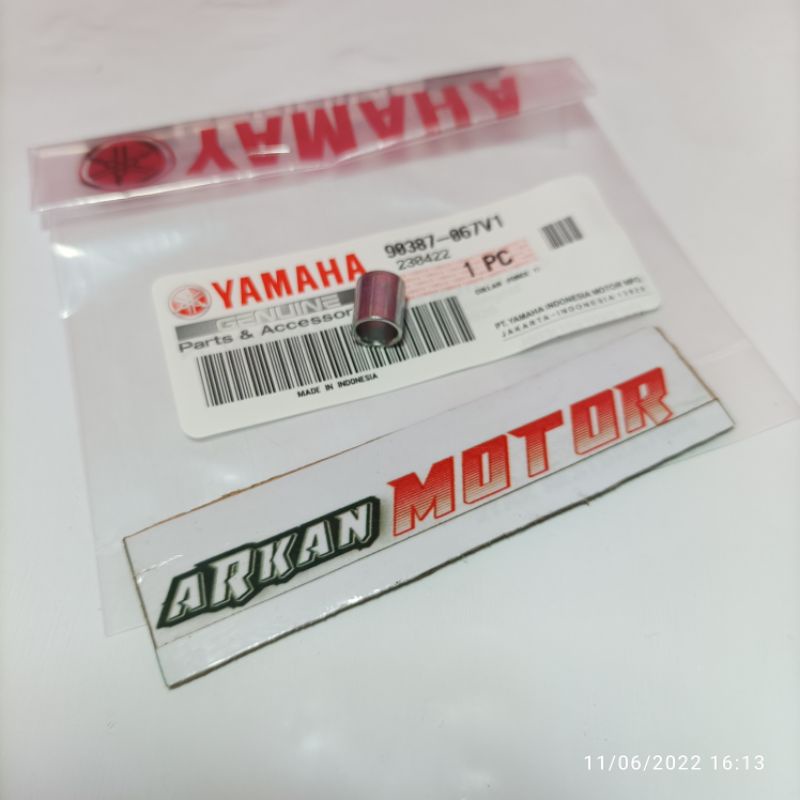 YAMAHA
YAMAHA
90387-067V1
230422
1 PC
GENUINE
Parts & Accessor
MADE IN INDONESIA
PT. YAMAHA INDONESIA MOTOR MFG
JAKARTA-INDONESIA 13920
ARKAN MOTOR
11/06/2022 16:13